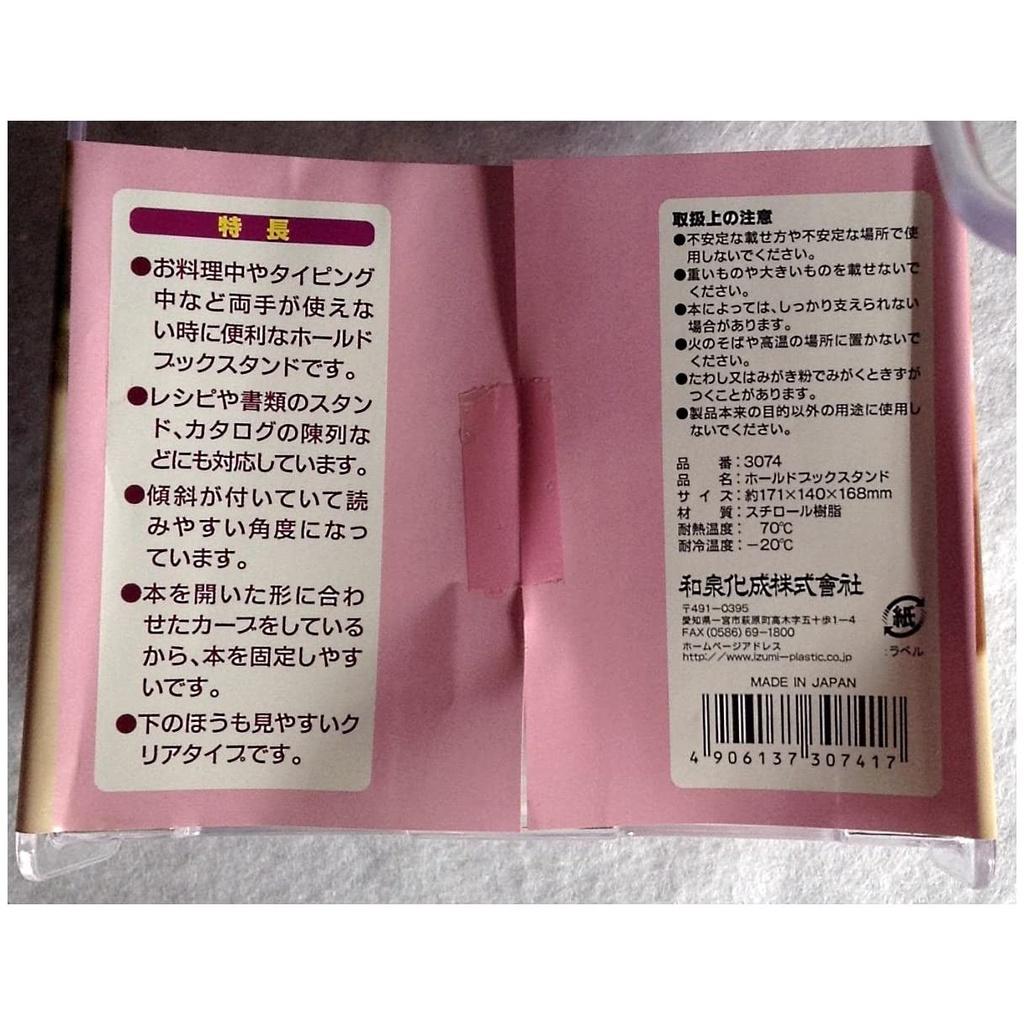 特長
●お料理中やタイピング
中など両手が使えな
い時に便利なホールド
ブックスタンドです。
●レシピや書類のスタン
ド、カタログの陳列な
どにも対応しています。
●傾斜が付いていて読
みやすい角度になっ
ています。
●本を開いた形に合わ
せたカーブをしている
から、本を固定しやす
いです。
●下のほうも見やすいク
リアタイプです。
取扱上の注意
●不安定な載せ方や不安定な場所で使
用しないでください。
●重いものや大きいものを載せないで
ください。
●本によっては、しっかり支えられない
場合があります。
●火のそばや高温の場所に置かないで
ください。
●たわし又はみがき粉でみがくときずが
つくことがあります。
●製品本来の目的以外の用途に使用し
ないでください。
品番：3074
品名：ホールドブックスタンド
サイズ：約171×140×168mm
材質：スチロール樹脂
耐熱温度：70℃
耐冷温度：−20℃
和泉化成株式會社
〒491−0395
愛知県一宮市萩原町高木字五十歩1−4
FAX(0586)69−1800
ホームページアドレス
http://www.izumi−plastic.co.jp
紙
：ラベル
MADE IN JAPAN
4 906137 307417